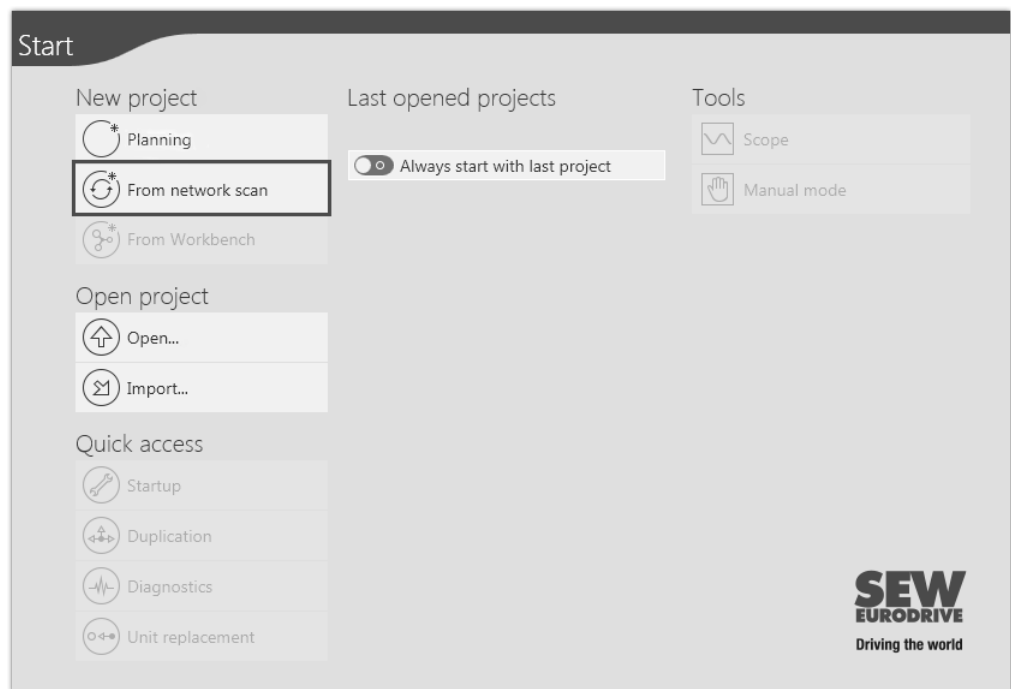 Start
New project
Planning
From network scan
From Workbench
Open project
Open...
Import...
Quick access
Startup
Duplication
Diagnostics
Unit replacement
Last opened projects
Always start with last project
Tools
Scope
Manual mode
SEW
EURODRIVE
Driving the world